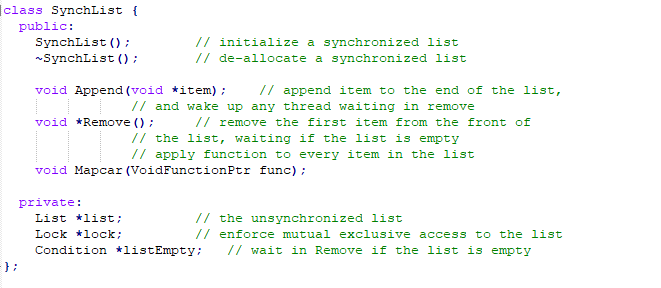 class SynchList {
public:
SynchList(); // initialize a synchronized list
~SynchList(); // de-allocate a synchronized list
void Append(void *item); // append item to the end of the list,
// and wake up any thread waiting in remove
void *Remove(); // remove the first item from the front of
// the list, waiting if the list is empty
// apply function to every item in the list
void Mapcar(VoidFunctionPtr func);
private:
List *list; // the unsynchronized list
Lock *lock; // enforce mutual exclusive access to the list
Condition *listEmpty; // wait in Remove if the list is empty
};